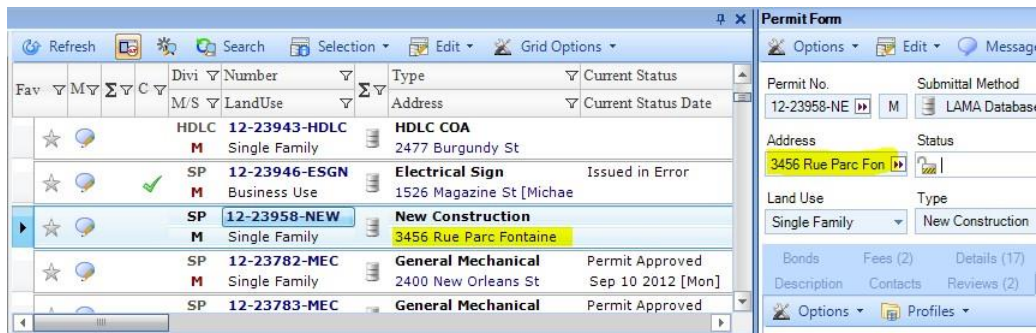 Permit Form
Refresh Search Selection Edit Grid Options
Options Edit Message
Fav M Σ C Divi Number Σ Type Current Status
M/S LandUse Address Current Status Date
Permit No. Submittal Method
12-23958-NE M LAMA Database
HDLC 12-23943-HDLC HDLC COA
M Single Family 2477 Burgundy St
Address Status
3456 Rue Parc Fon
SP 12-23946-ESGN Electrical Sign Issued in Error
M Business Use 1526 Magazine St [Michae
Land Use Type
Single Family New Construction
SP 12-23958-NEW New Construction
M Single Family 3456 Rue Parc Fontaine
SP 12-23782-MEC General Mechanical Permit Approved
M Single Family 2400 New Orleans St Sep 10 2012 [Mon]
SP 12-23783-MEC General Mechanical Permit Approved
Bonds Fees (2) Details (17)
Description Contacts Reviews (2)
Options Profiles